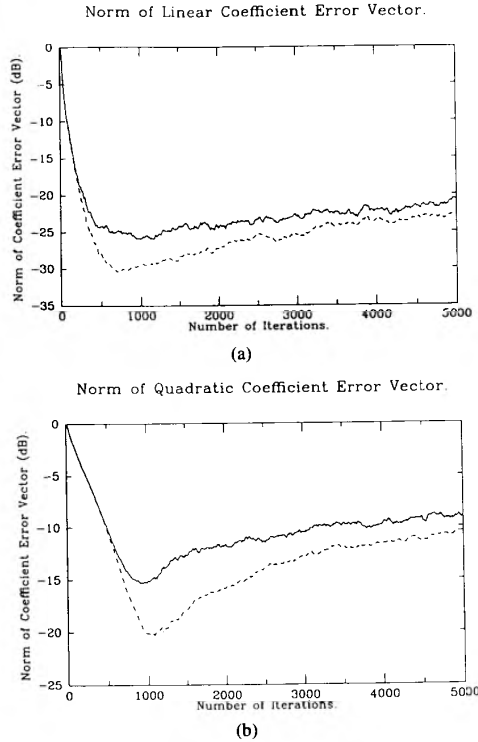 Norm of Linear Coefficient Error Vector.
Norm of Coefficient Error Vector (dB).
0
-5
-10
-15
-20
-25
-30
-35
0 1000 2000 3000 4000 5000
Number of Iterations.
(a)
Norm of Quadratic Coefficient Error Vector.
Norm of Coefficient Error Vector (dB).
0
-5
-10
-15
-20
-25
0 1000 2000 3000 4000 5000
Number of Iterations.
(b)